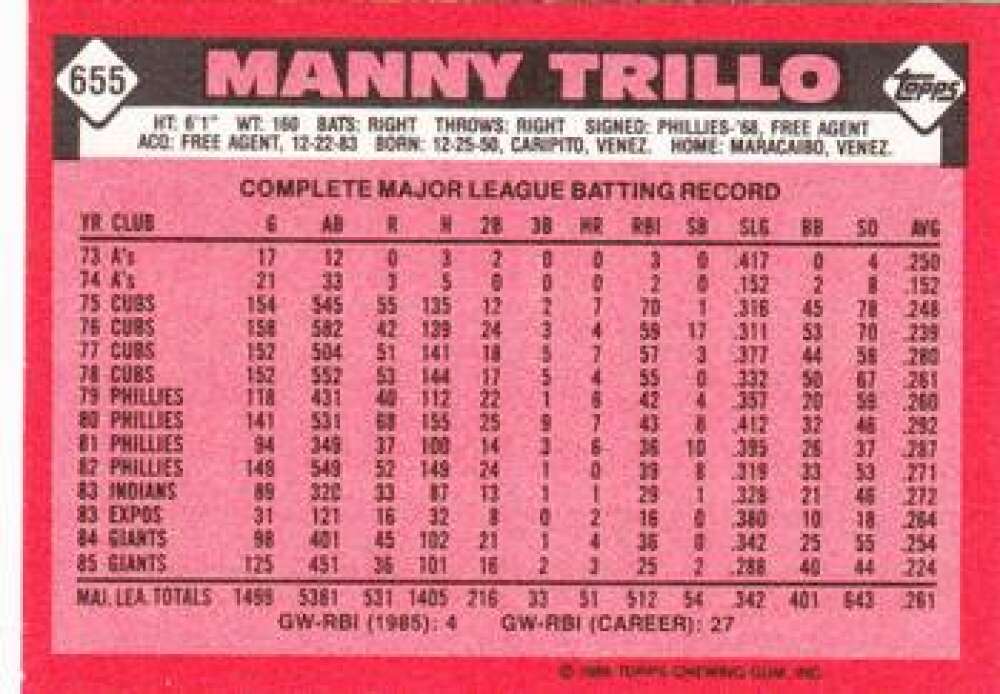 655 MANNY TRILLO TOPPS
HT: 6'1" WT: 160 BATS: RIGHT THROWS: RIGHT SIGNED: PHILLIES-'68, FREE AGENT
ACQ: FREE AGENT, 12-22-83 BORN: 12-25-50, CARIPITO, VENEZ. HOME: MARACAIBO, VENEZ.
COMPLETE MAJOR LEAGUE BATTING RECORD
YR CLUB G AB R H 2B 3B HR RBI SB SLG BB SO AVG
73 A's 17 12 0 3 2 0 0 3 0 .417 0 4 .250
74 A's 21 33 3 5 0 0 0 2 0 .152 2 8 .152
75 CUBS 154 545 55 135 12 2 7 70 1 .316 45 78 .248
76 CUBS 158 582 42 139 24 3 4 59 17 .311 53 70 .239
77 CUBS 152 504 51 141 18 5 7 57 3 .377 44 58 .280
78 CUBS 152 552 53 144 17 5 4 55 0 .332 50 67 .261
79 PHILLIES 118 431 40 112 22 1 6 42 4 .357 20 59 .260
80 PHILLIES 141 531 68 155 25 9 7 43 8 .412 32 46 .292
81 PHILLIES 94 349 37 100 14 3 6 36 10 .395 26 37 .287
82 PHILLIES 149 549 52 149 24 1 0 39 8 .319 33 53 .271
83 INDIANS 89 320 33 87 13 1 1 29 1 .328 21 46 .272
83 EXPOS 31 121 16 32 8 0 2 16 0 .380 10 18 .264
84 GIANTS 98 401 45 102 21 1 4 36 0 .342 25 55 .254
85 GIANTS 125 451 36 101 16 2 3 25 2 .288 40 44 .224
MAJ. LEA. TOTALS 1499 5381 531 1405 216 33 51 512 54 .342 401 643 .261
GW-RBI (1985): 4 GW-RBI (CAREER): 27
© 1986 TOPPS CHEWING GUM, INC.